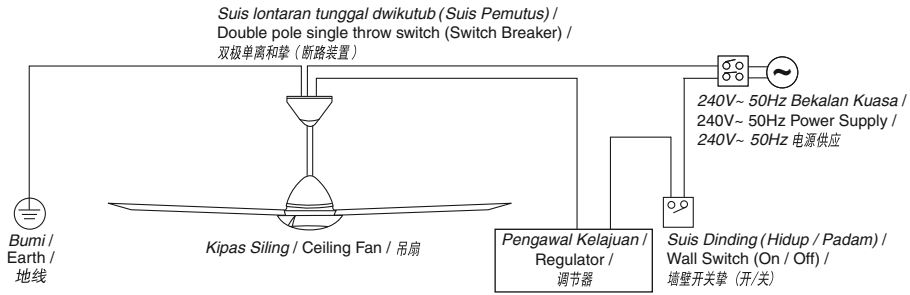 Suis lontaran tunggal dwikutub (Suis Pemutus) /
Double pole single throw switch (Switch Breaker) /
双极单离和挚（断路装置）
~
240V~ 50Hz Bekalan Kuasa /
240V~ 50Hz Power Supply /
240V~ 50Hz 电源供应
Bumi /
Earth /
地线
Kipas Siling / Ceiling Fan / 吊扇
Pengawal Kelajuan /
Regulator /
调节器
Suis Dinding (Hidup / Padam) /
Wall Switch (On / Off) /
墙壁开关挚（开/关）